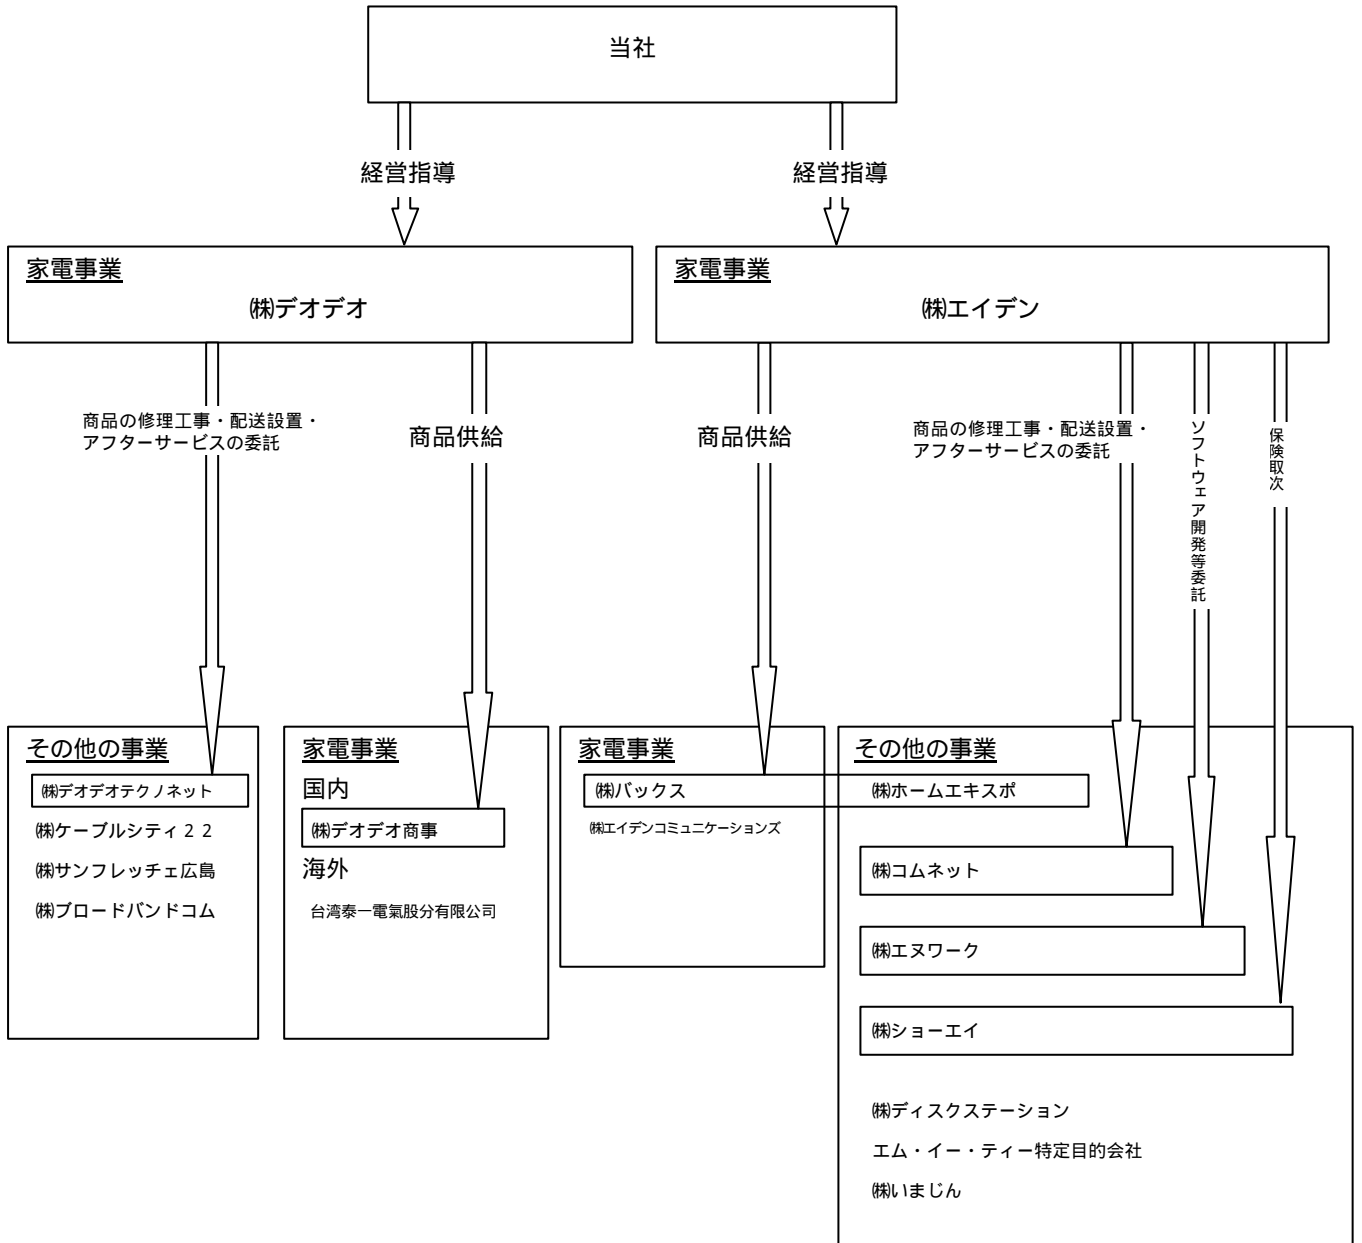 当社
経営指導
経営指導
家電事業
㈱デオデオ
家電事業
㈱エイデン
商品の修理工事・配送設置・
アフターサービスの委託
商品供給
商品供給
商品の修理工事・配送設置・
アフターサービスの委託
ソフトウェア開発等委託
保険取次
その他の事業
㈱デオデオテクノネット
㈱ケーブルシティ２２
㈱サンフレッチェ広島
㈱ブロードバンドコム
家電事業
国内
㈱デオデオ商事
海外
台湾泰一電氣股分有限公司
家電事業
㈱バックス
㈱エイデンコミュニケーションズ
その他の事業
㈱ホームエキスポ
㈱コムネット
㈱エヌワーク
㈱ショーエイ
㈱ディスクステーション
エム・イー・ティー特定目的会社
㈱いまじん